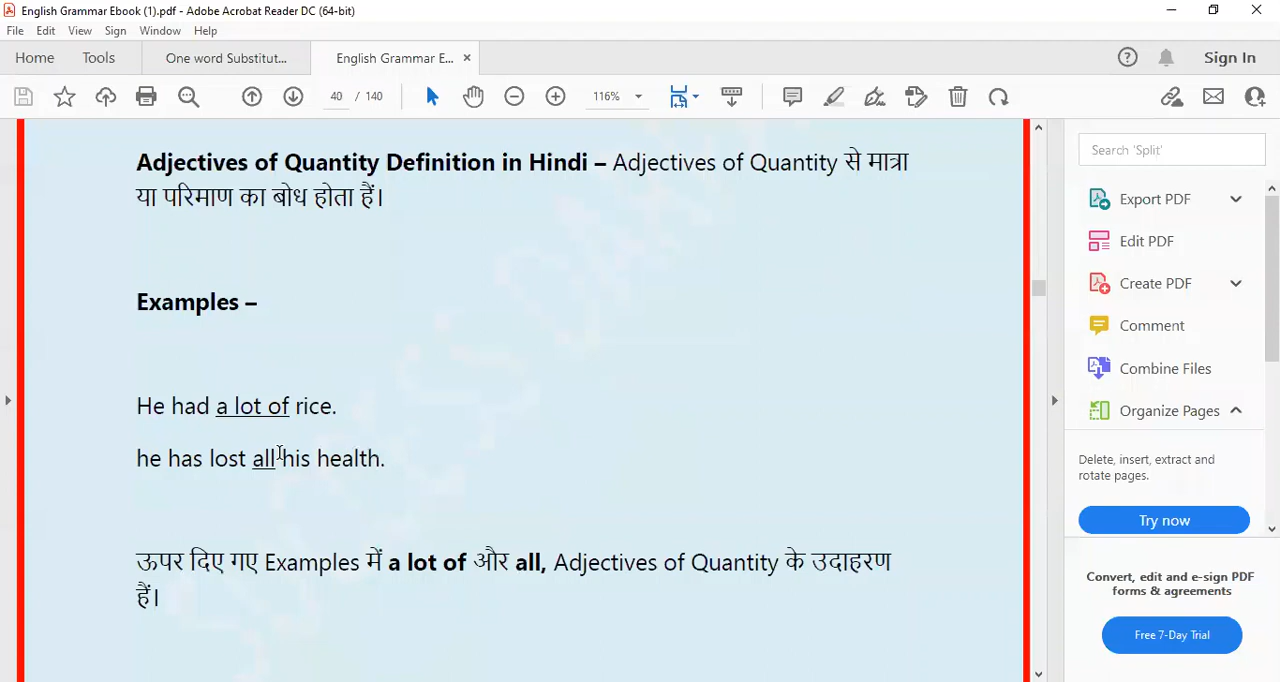 English Grammar Ebook (1).pdf - Adobe Acrobat Reader DC (64-bit)
File Edit View Sign Window Help
Home Tools One word Substitut... English Grammar E... × Sign In
40 / 140 116%
Adjectives of Quantity Definition in Hindi – Adjectives of Quantity से मात्रा
या परिमाण का बोध होता हैं।
Examples –
He had a lot of rice.
he has lost all his health.
ऊपर दिए गए Examples में a lot of और all, Adjectives of Quantity के उदाहरण
हैं।
Search 'Split'
Export PDF
Edit PDF
Create PDF
Comment
Combine Files
Organize Pages
Delete, insert, extract and
rotate pages.
Try now
Convert, edit and e-sign PDF
forms & agreements
Free 7-Day Trial